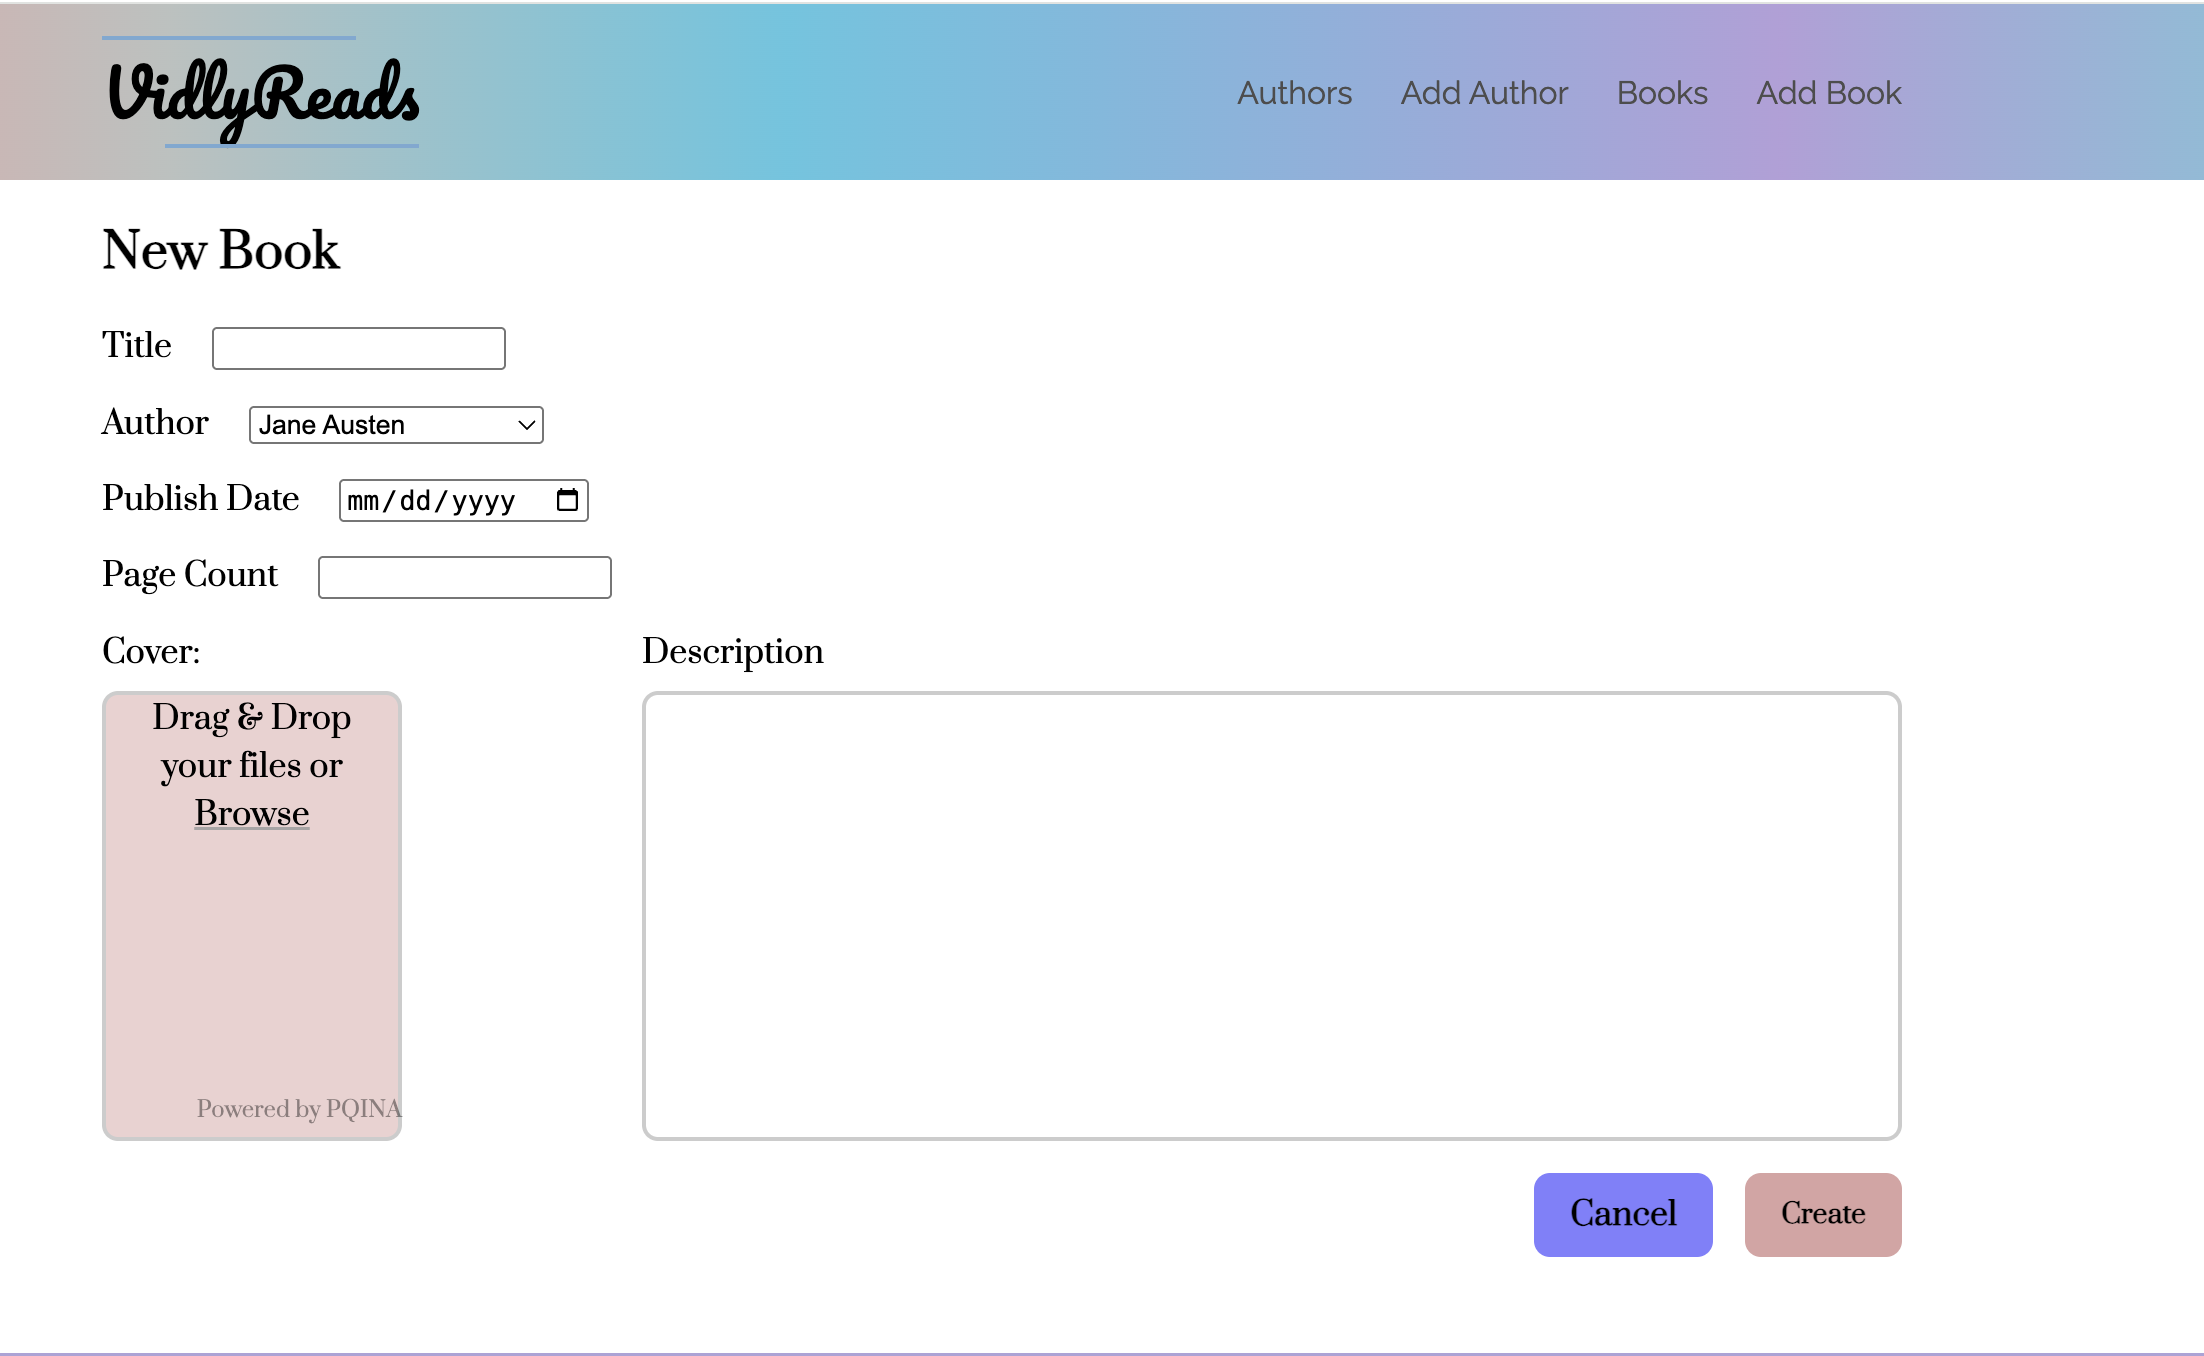 VidlyReads
Authors Add Author Books Add Book
New Book
Title
Author Jane Austen
Publish Date mm/dd/yyyy
Page Count
Cover: Description
Drag & Drop
your files or
Browse
Powered by PQINA
Cancel Create